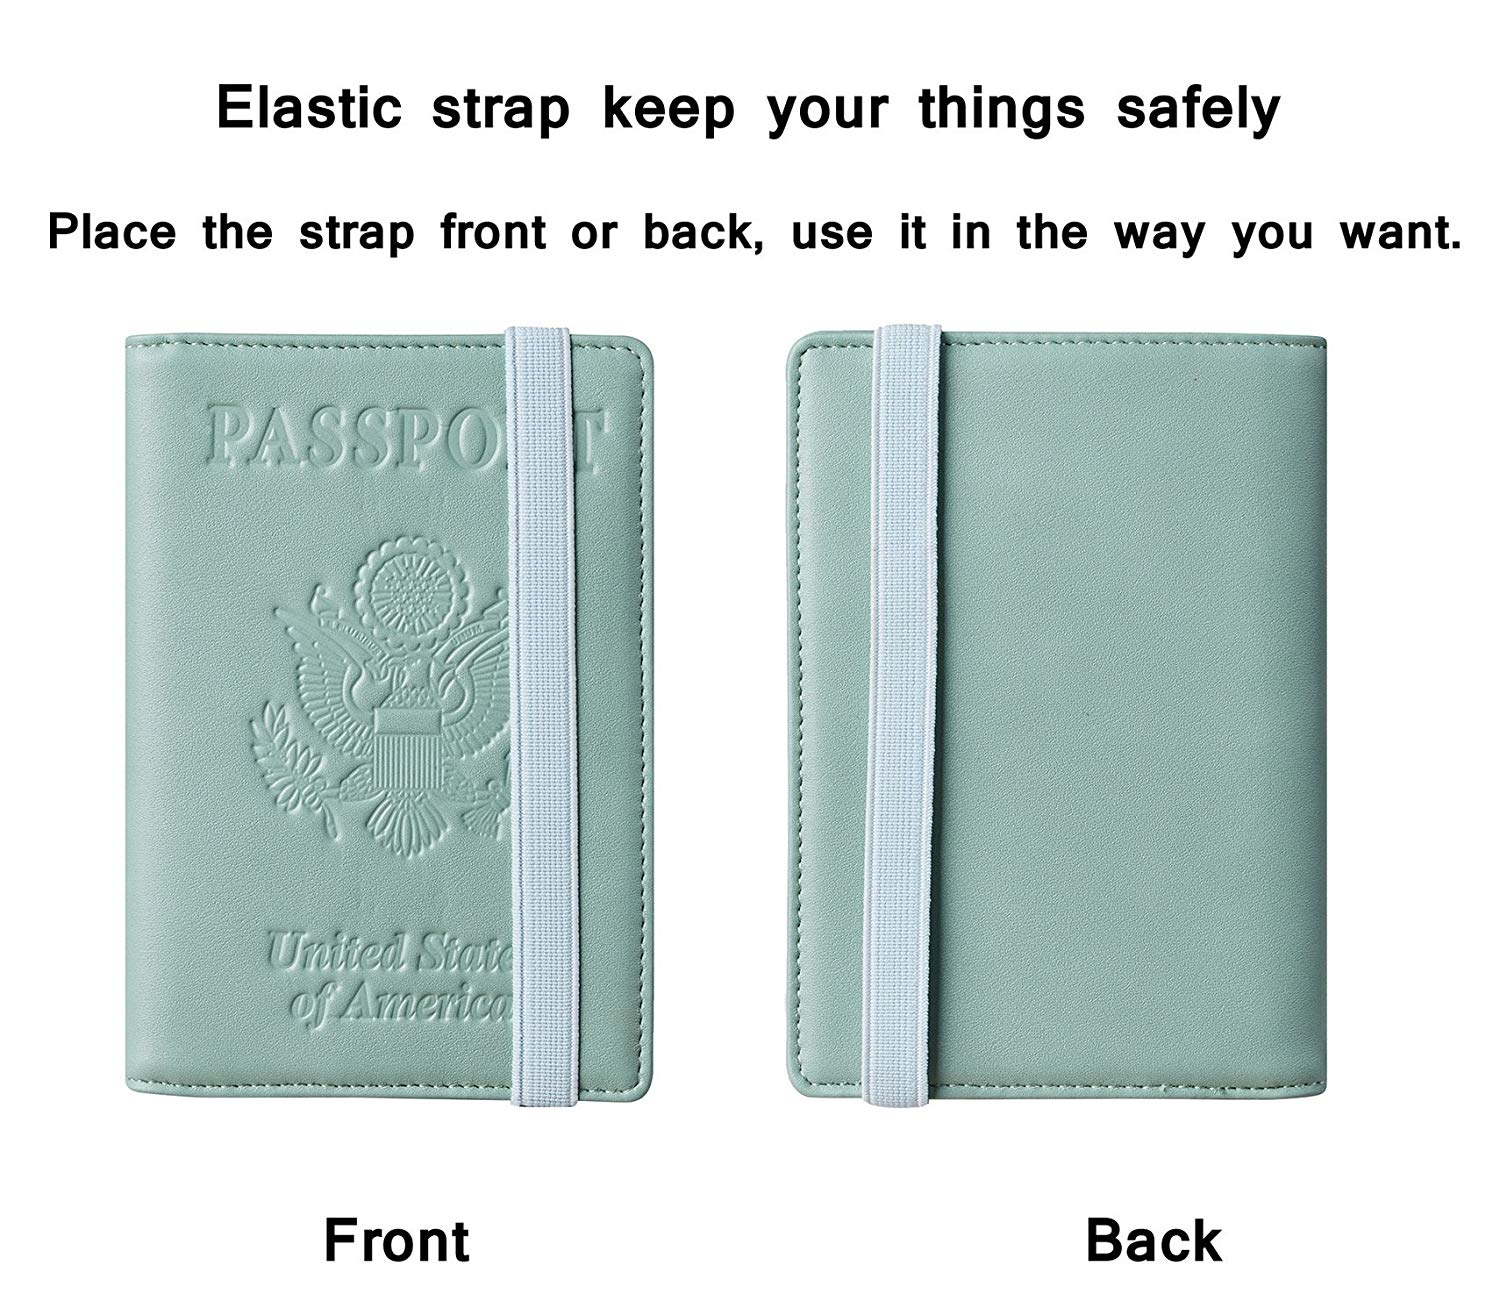 Elastic strap keep your things safely
Place the strap front or back, use it in the way you want.
PASSPO T
United State
of America
Front
Back